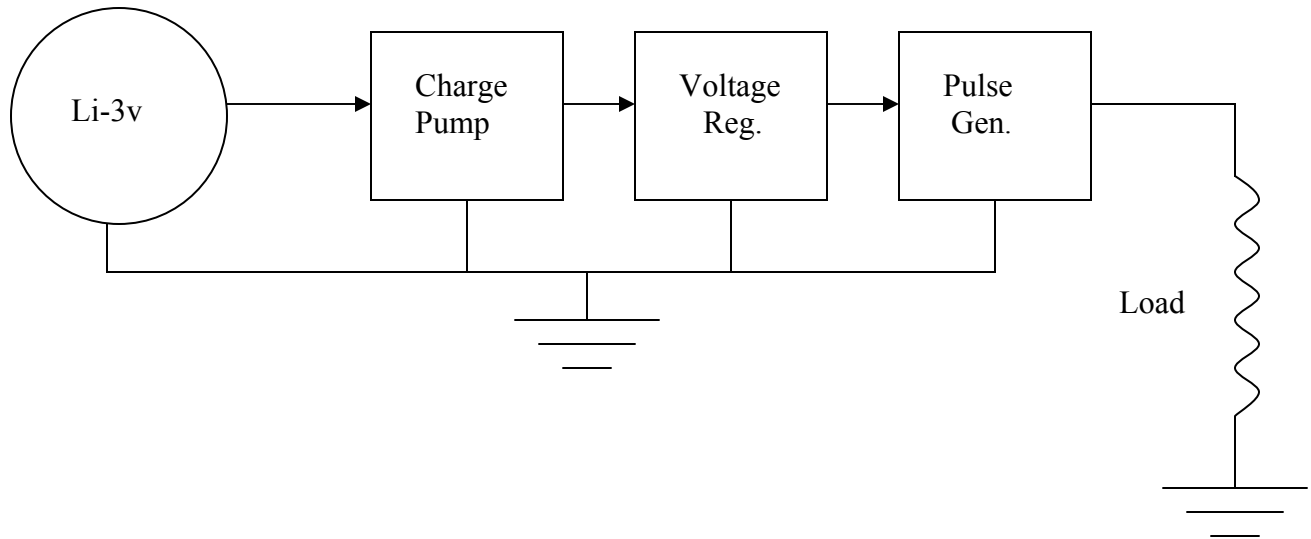 Li-3v
Charge
Pump
Voltage
Reg.
Pulse
Gen.
Load